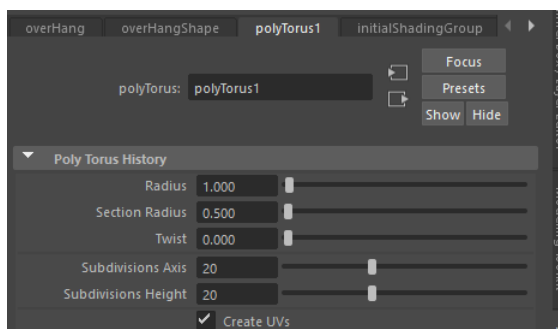 overHang overHangShape polyTorus1 initialShadingGroup
Focus
polyTorus: polyTorus1
Presets
Show Hide
Poly Torus History
Radius 1.000
Section Radius 0.500
Twist 0.000
Subdivisions Axis 20
Subdivisions Height 20
Create UVs